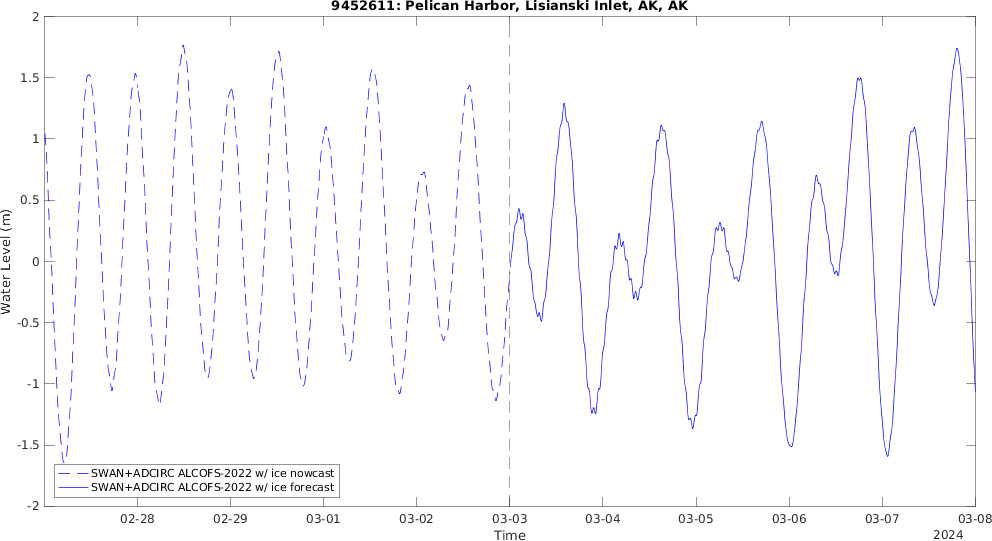 9452611: Pelican Harbor, Lisianski Inlet, AK, AK
2
1.5
1
0.5
0
-0.5
-1
-1.5
-2
Water Level (m)
SWAN+ADCIRC ALCOFS-2022 w/ ice nowcast
SWAN+ADCIRC ALCOFS-2022 w/ ice forecast
02-28 02-29 03-01 03-02 03-03 03-04 03-05 03-06 03-07 03-08
Time
2024